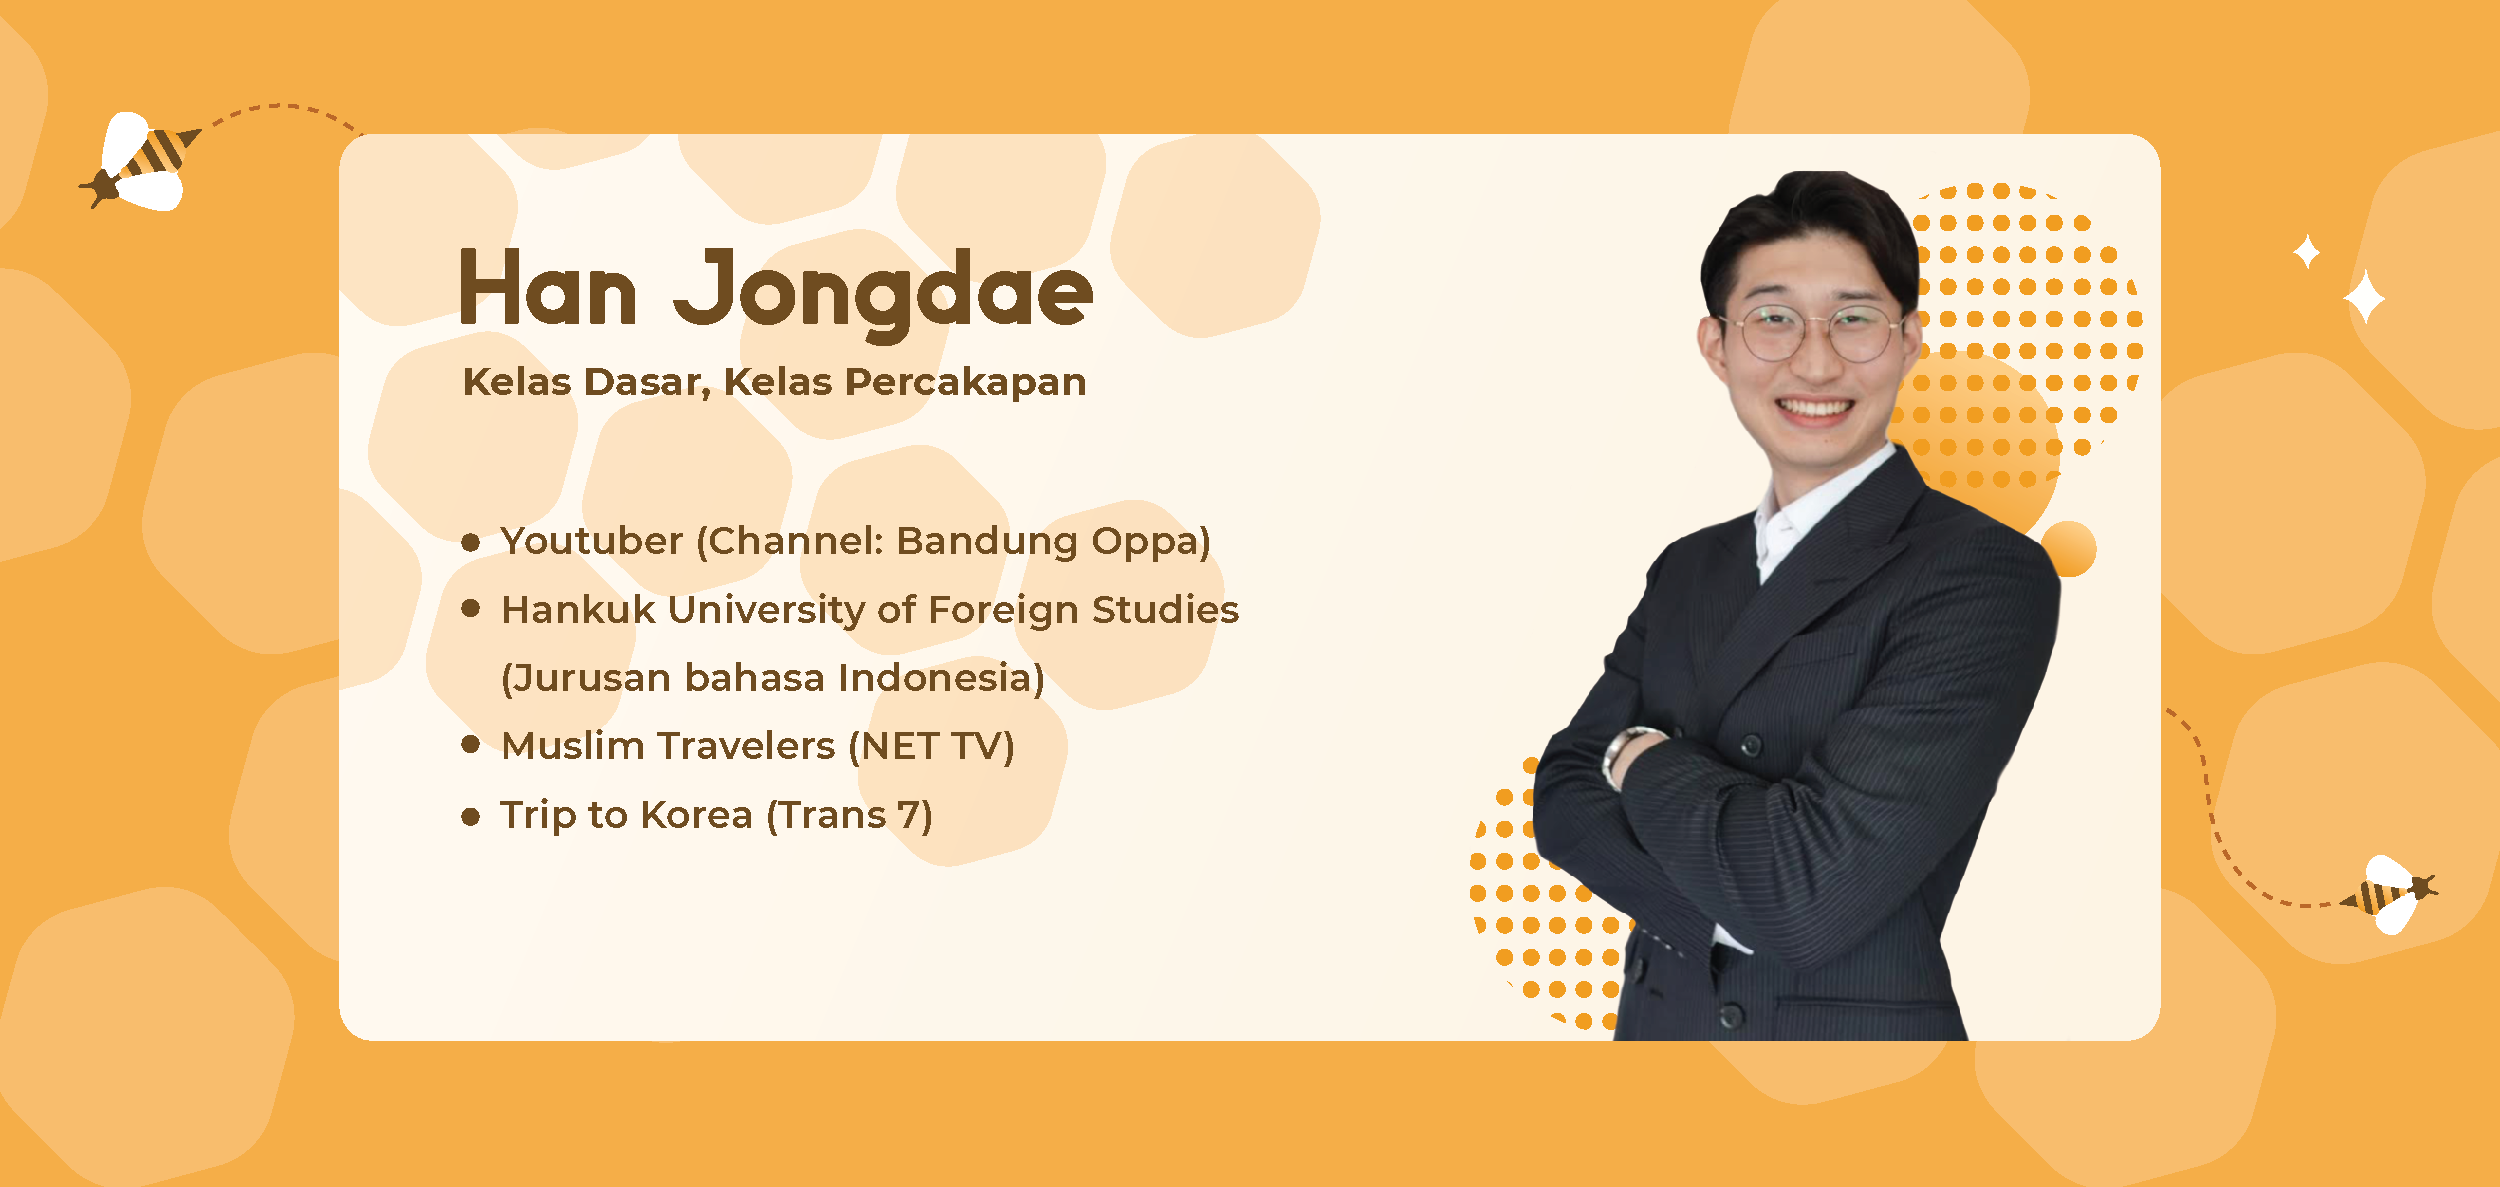 Han Jongdae
Kelas Dasar, Kelas Percakapan
● Youtuber (Channel: Bandung Oppa)
● Hankuk University of Foreign Studies
(Jurusan bahasa Indonesia)
● Muslim Travelers (NET TV)
● Trip to Korea (Trans 7)